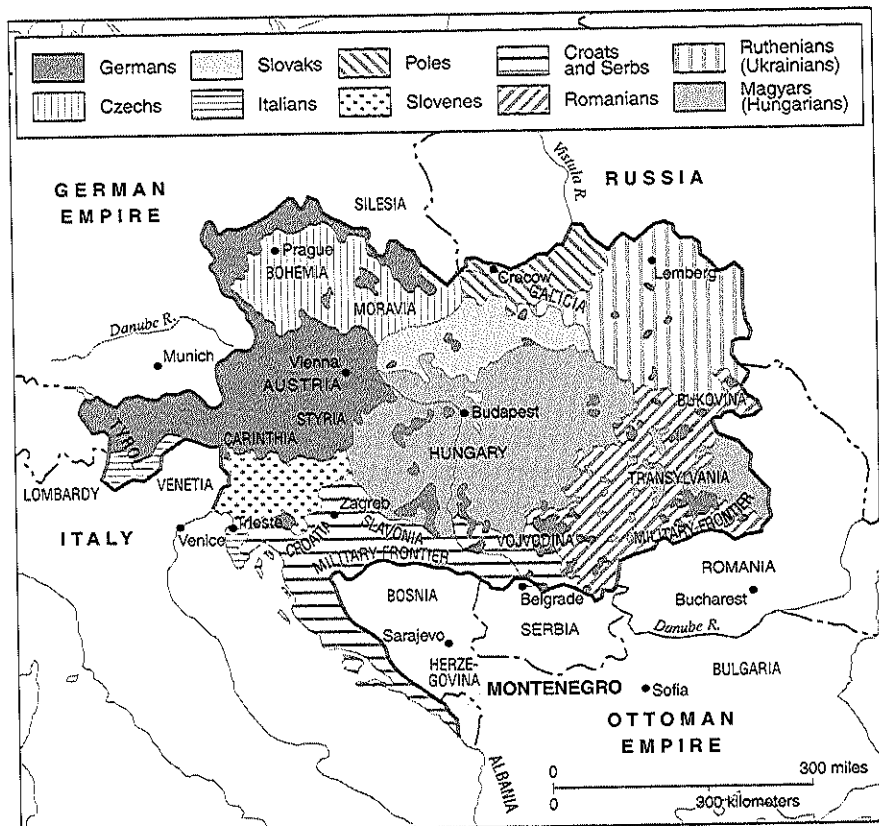 Germans
Slovaks
Poles
Croats
and Serbs
Ruthenians
(Ukrainians)
Czechs
Italians
Slovenes
Romanians
Magyars
(Hungarians)
GERMAN
EMPIRE
SILESIA
Vistula R.
RUSSIA
Prague
BOHEMIA
Cracow
GALICIA
Lemberg
MORAVIA
Danube R.
Munich
Vienna
AUSTRIA
BUKOVINA
STYRIA
Budapest
TYROL
CARINTHIA
HUNGARY
TRANSYLVANIA
LOMBARDY
VENETIA
Zagreb
ITALY
Venice
Trieste
CROATIA
SLAVONIA
VOJVODINA
MILITARY FRONTIER
MILITARY FRONTIER
ROMANIA
BOSNIA
Belgrade
Bucharest
Sarajevo
SERBIA
Danube R.
HERZE-
GOVINA
BULGARIA
MONTENEGRO
Sofia
OTTOMAN
EMPIRE
ALBANIA
0
300 miles
0
300 kilometers